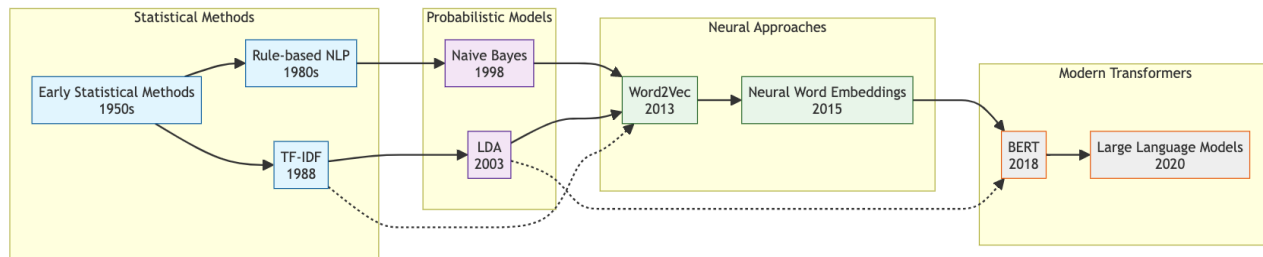 Statistical Methods
Early Statistical Methods
1950s
Rule-based NLP
1980s
TF-IDF
1988
Probabilistic Models
Naive Bayes
1998
LDA
2003
Neural Approaches
Word2Vec
2013
Neural Word Embeddings
2015
Modern Transformers
BERT
2018
Large Language Models
2020